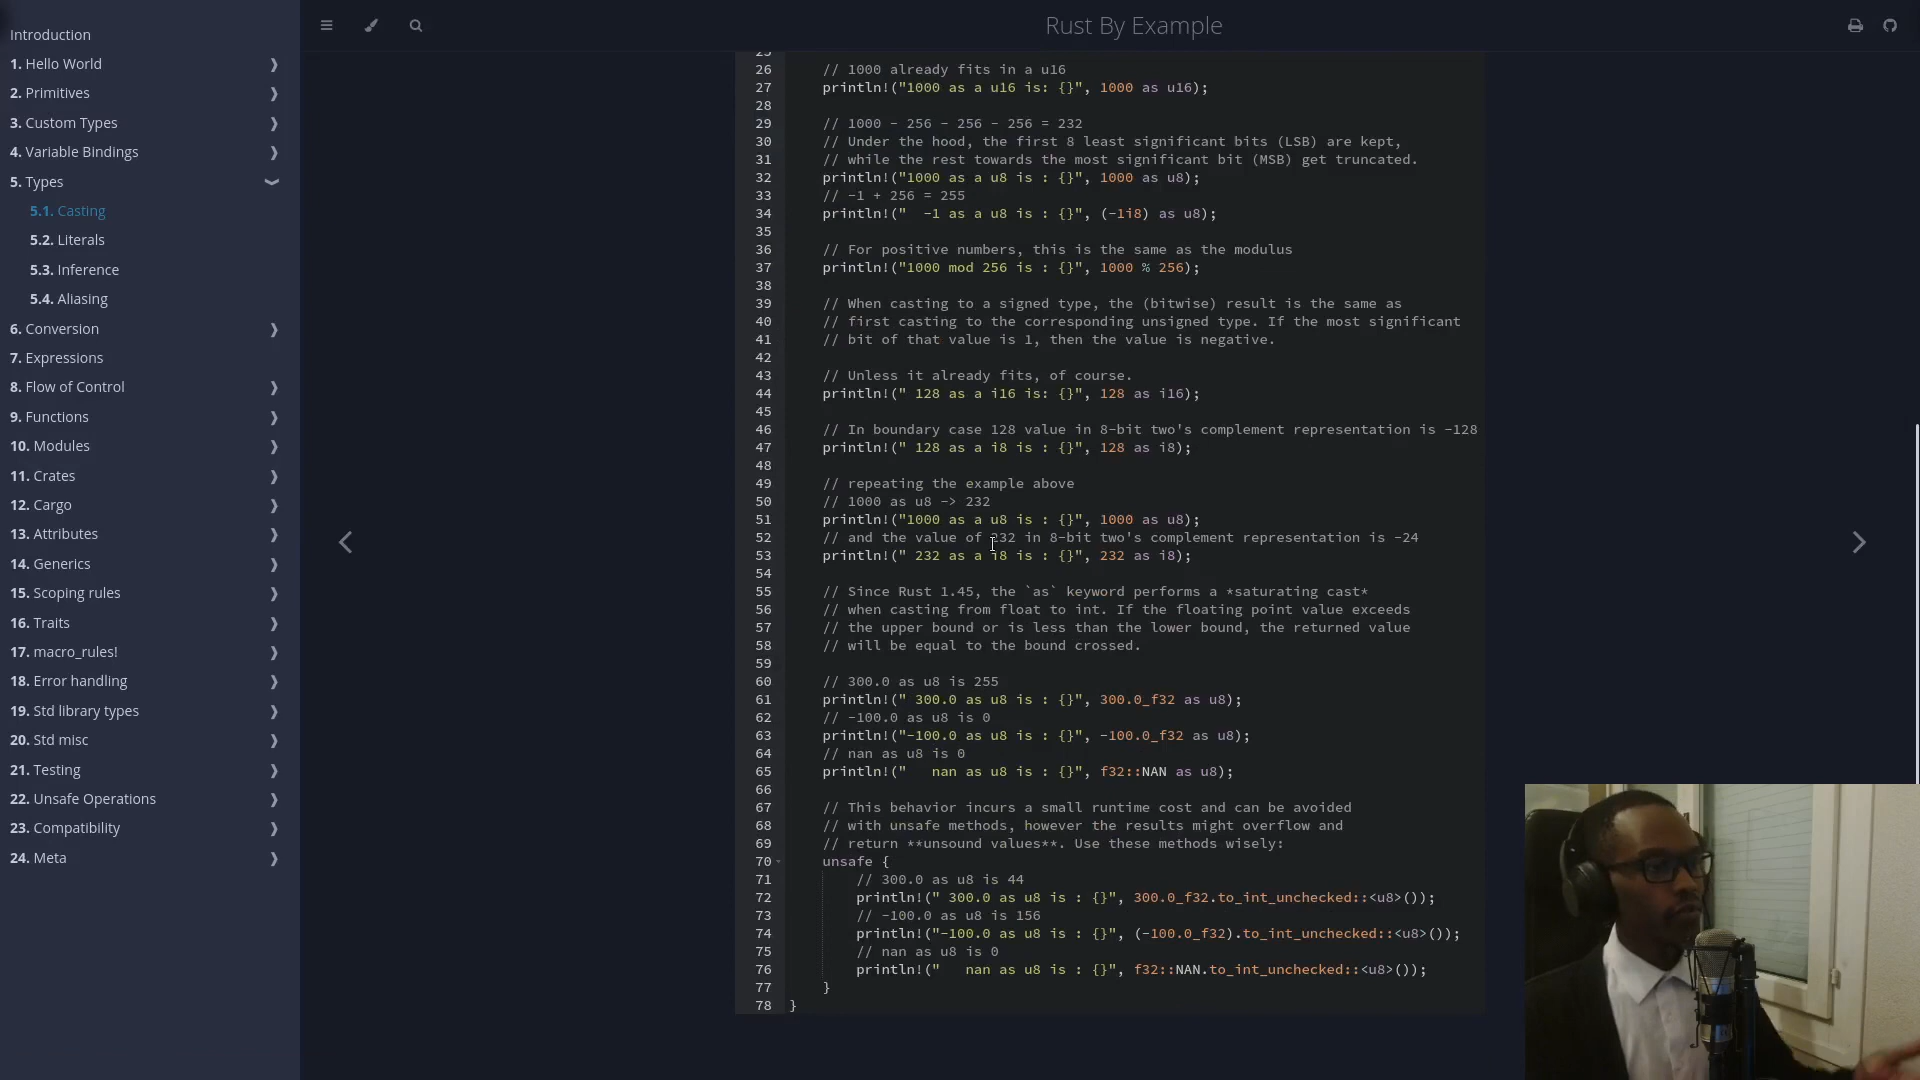 Introduction
1. Hello World
2. Primitives
3. Custom Types
4. Variable Bindings
5. Types
5.1. Casting
5.2. Literals
5.3. Inference
5.4. Aliasing
6. Conversion
7. Expressions
8. Flow of Control
9. Functions
10. Modules
11. Crates
12. Cargo
13. Attributes
14. Generics
15. Scoping rules
16. Traits
17. macro_rules!
18. Error handling
19. Std library types
20. Std misc
21. Testing
22. Unsafe Operations
23. Compatibility
24. Meta
Rust By Example
25
26 // 1000 already fits in a u16
27 println!("1000 as a u16 is: {}", 1000 as u16);
28
29 // 1000 - 256 - 256 - 256 = 232
30 // Under the hood, the first 8 least significant bits (LSB) are kept,
31 // while the rest towards the most significant bit (MSB) get truncated.
32 println!("1000 as a u8 is : {}", 1000 as u8);
33 // -1 + 256 = 255
34 println!("  -1 as a u8 is : {}", (-1i8) as u8);
35
36 // For positive numbers, this is the same as the modulus
37 println!("1000 mod 256 is : {}", 1000 % 256);
38
39 // When casting to a signed type, the (bitwise) result is the same as
40 // first casting to the corresponding unsigned type. If the most significant
41 // bit of that value is 1, then the value is negative.
42
43 // Unless it already fits, of course.
44 println!(" 128 as a i16 is: {}", 128 as i16);
45
46 // In boundary case 128 value in 8-bit two's complement representation is -128
47 println!(" 128 as a i8 is : {}", 128 as i8);
48
49 // repeating the example above
50 // 1000 as u8 -> 232
51 println!("1000 as a u8 is : {}", 1000 as u8);
52 // and the value of 232 in 8-bit two's complement representation is -24
53 println!(" 232 as a i8 is : {}", 232 as i8);
54
55 // Since Rust 1.45, the `as` keyword performs a *saturating cast*
56 // when casting from float to int. If the floating point value exceeds
57 // the upper bound or is less than the lower bound, the returned value
58 // will be equal to the bound crossed.
59
60 // 300.0 as u8 is 255
61 println!(" 300.0 as u8 is : {}", 300.0_f32 as u8);
62 // -100.0 as u8 is 0
63 println!("-100.0 as u8 is : {}", -100.0_f32 as u8);
64 // nan as u8 is 0
65 println!("   nan as u8 is : {}", f32::NAN as u8);
66
67 // This behavior incurs a small runtime cost and can be avoided
68 // with unsafe methods, however the results might overflow and
69 // return **unsound values**. Use these methods wisely:
70 unsafe {
71 // 300.0 as u8 is 44
72 println!(" 300.0 as u8 is : {}", 300.0_f32.to_int_unchecked::<u8>());
73 // -100.0 as u8 is 156
74 println!("-100.0 as u8 is : {}", (-100.0_f32).to_int_unchecked::<u8>());
75 // nan as u8 is 0
76 println!("   nan as u8 is : {}", f32::NAN.to_int_unchecked::<u8>());
77 }
78 }